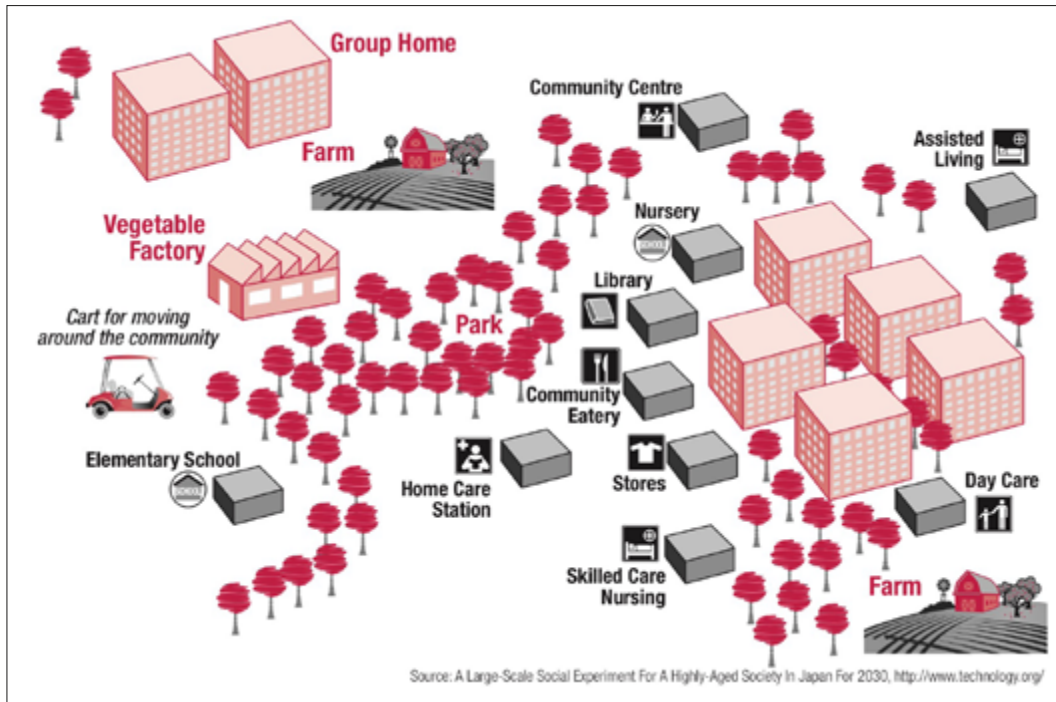 Group Home
Community Centre
Assisted
Living
Farm
Nursery
SCHOOL
Vegetable
Factory
Library
Park
Cart for moving
around the community
Community
Eatery
Elementary School
SCHOOL
Home Care
Station
Stores
Day Care
Skilled Care
Nursing
Farm
Source: A Large-Scale Social Experiment For A Highly-Aged Society In Japan For 2030, http://www.technology.org/